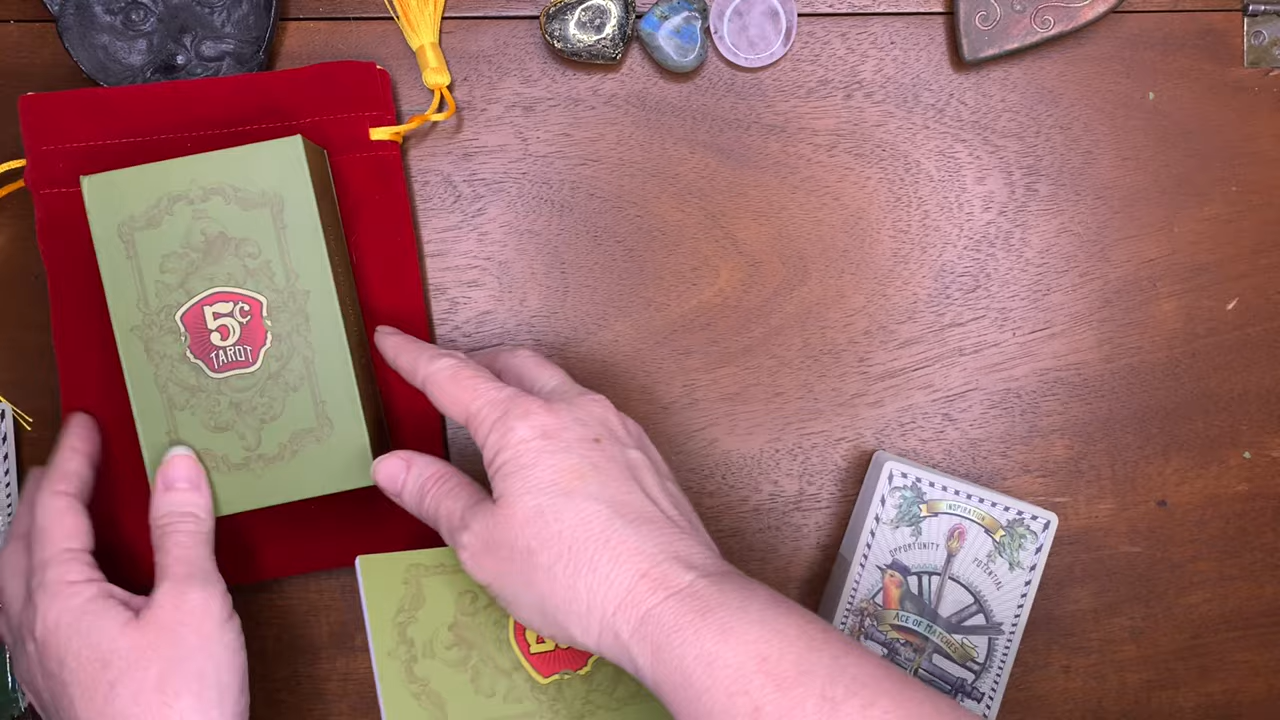 5¢
TAROT
INSPIRATION
OPPORTUNITY
POTENTIAL
ACE OF MATCHES